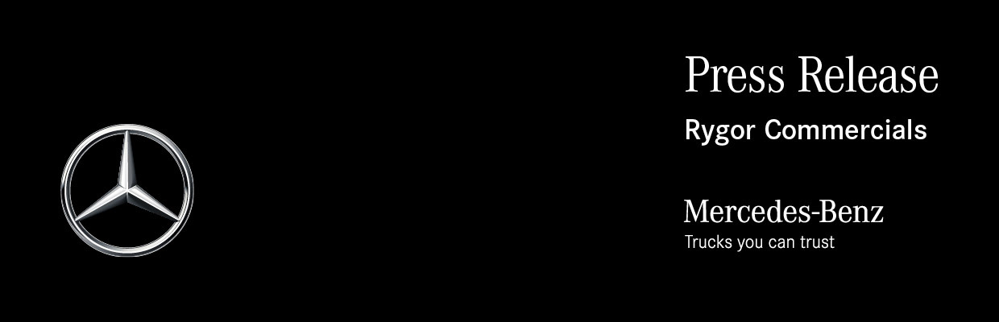 Press Release
Rygor Commercials
Mercedes-Benz
Trucks you can trust